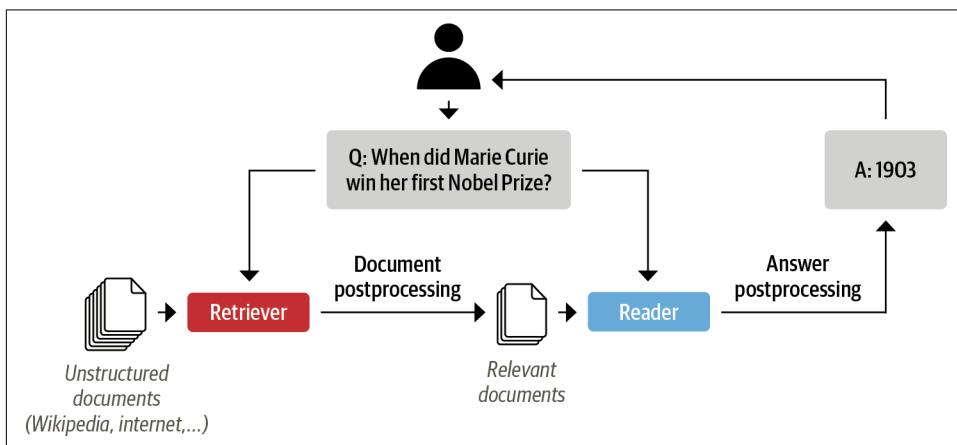 Q: When did Marie Curie
win her first Nobel Prize?
A: 1903
Document
postprocessing
Answer
postprocessing
Retriever
Reader
Unstructured
documents
(Wikipedia, internet,...)
Relevant
documents